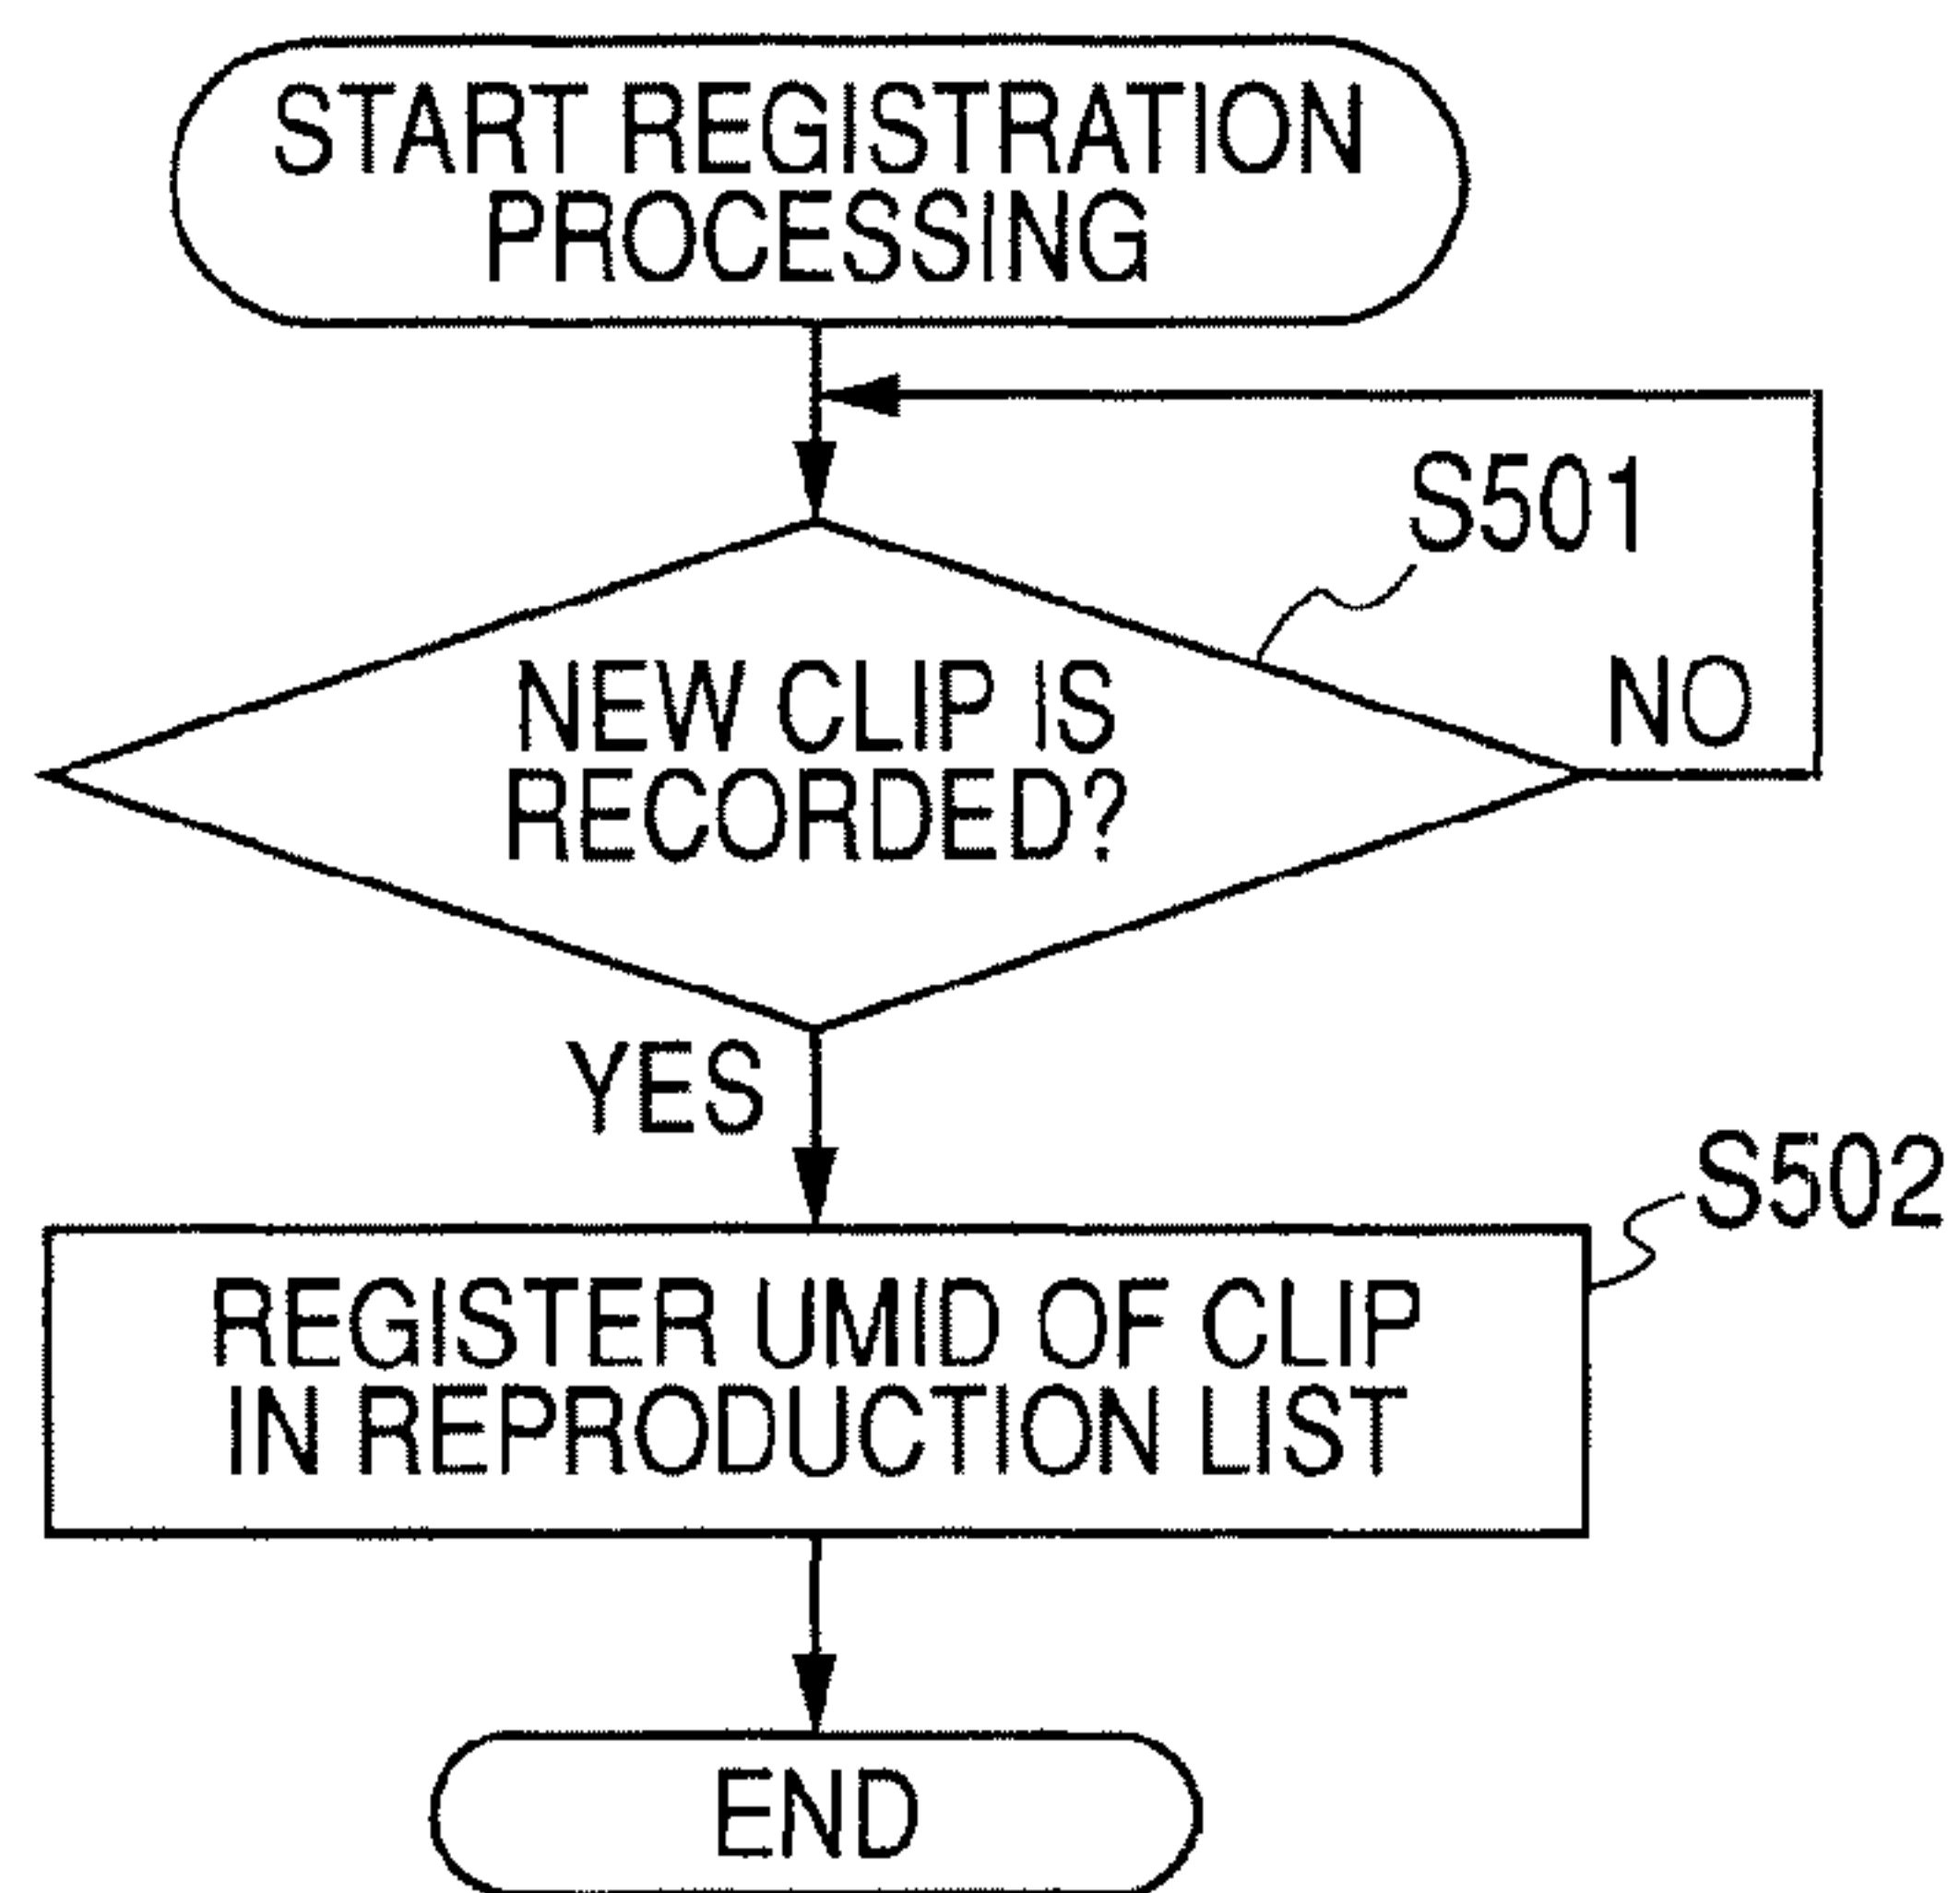 START REGISTRATION
PROCESSING
S501
NEW CLIP IS
RECORDED?
NO
YES
S502
REGISTER UMID OF CLIP
IN REPRODUCTION LIST
END